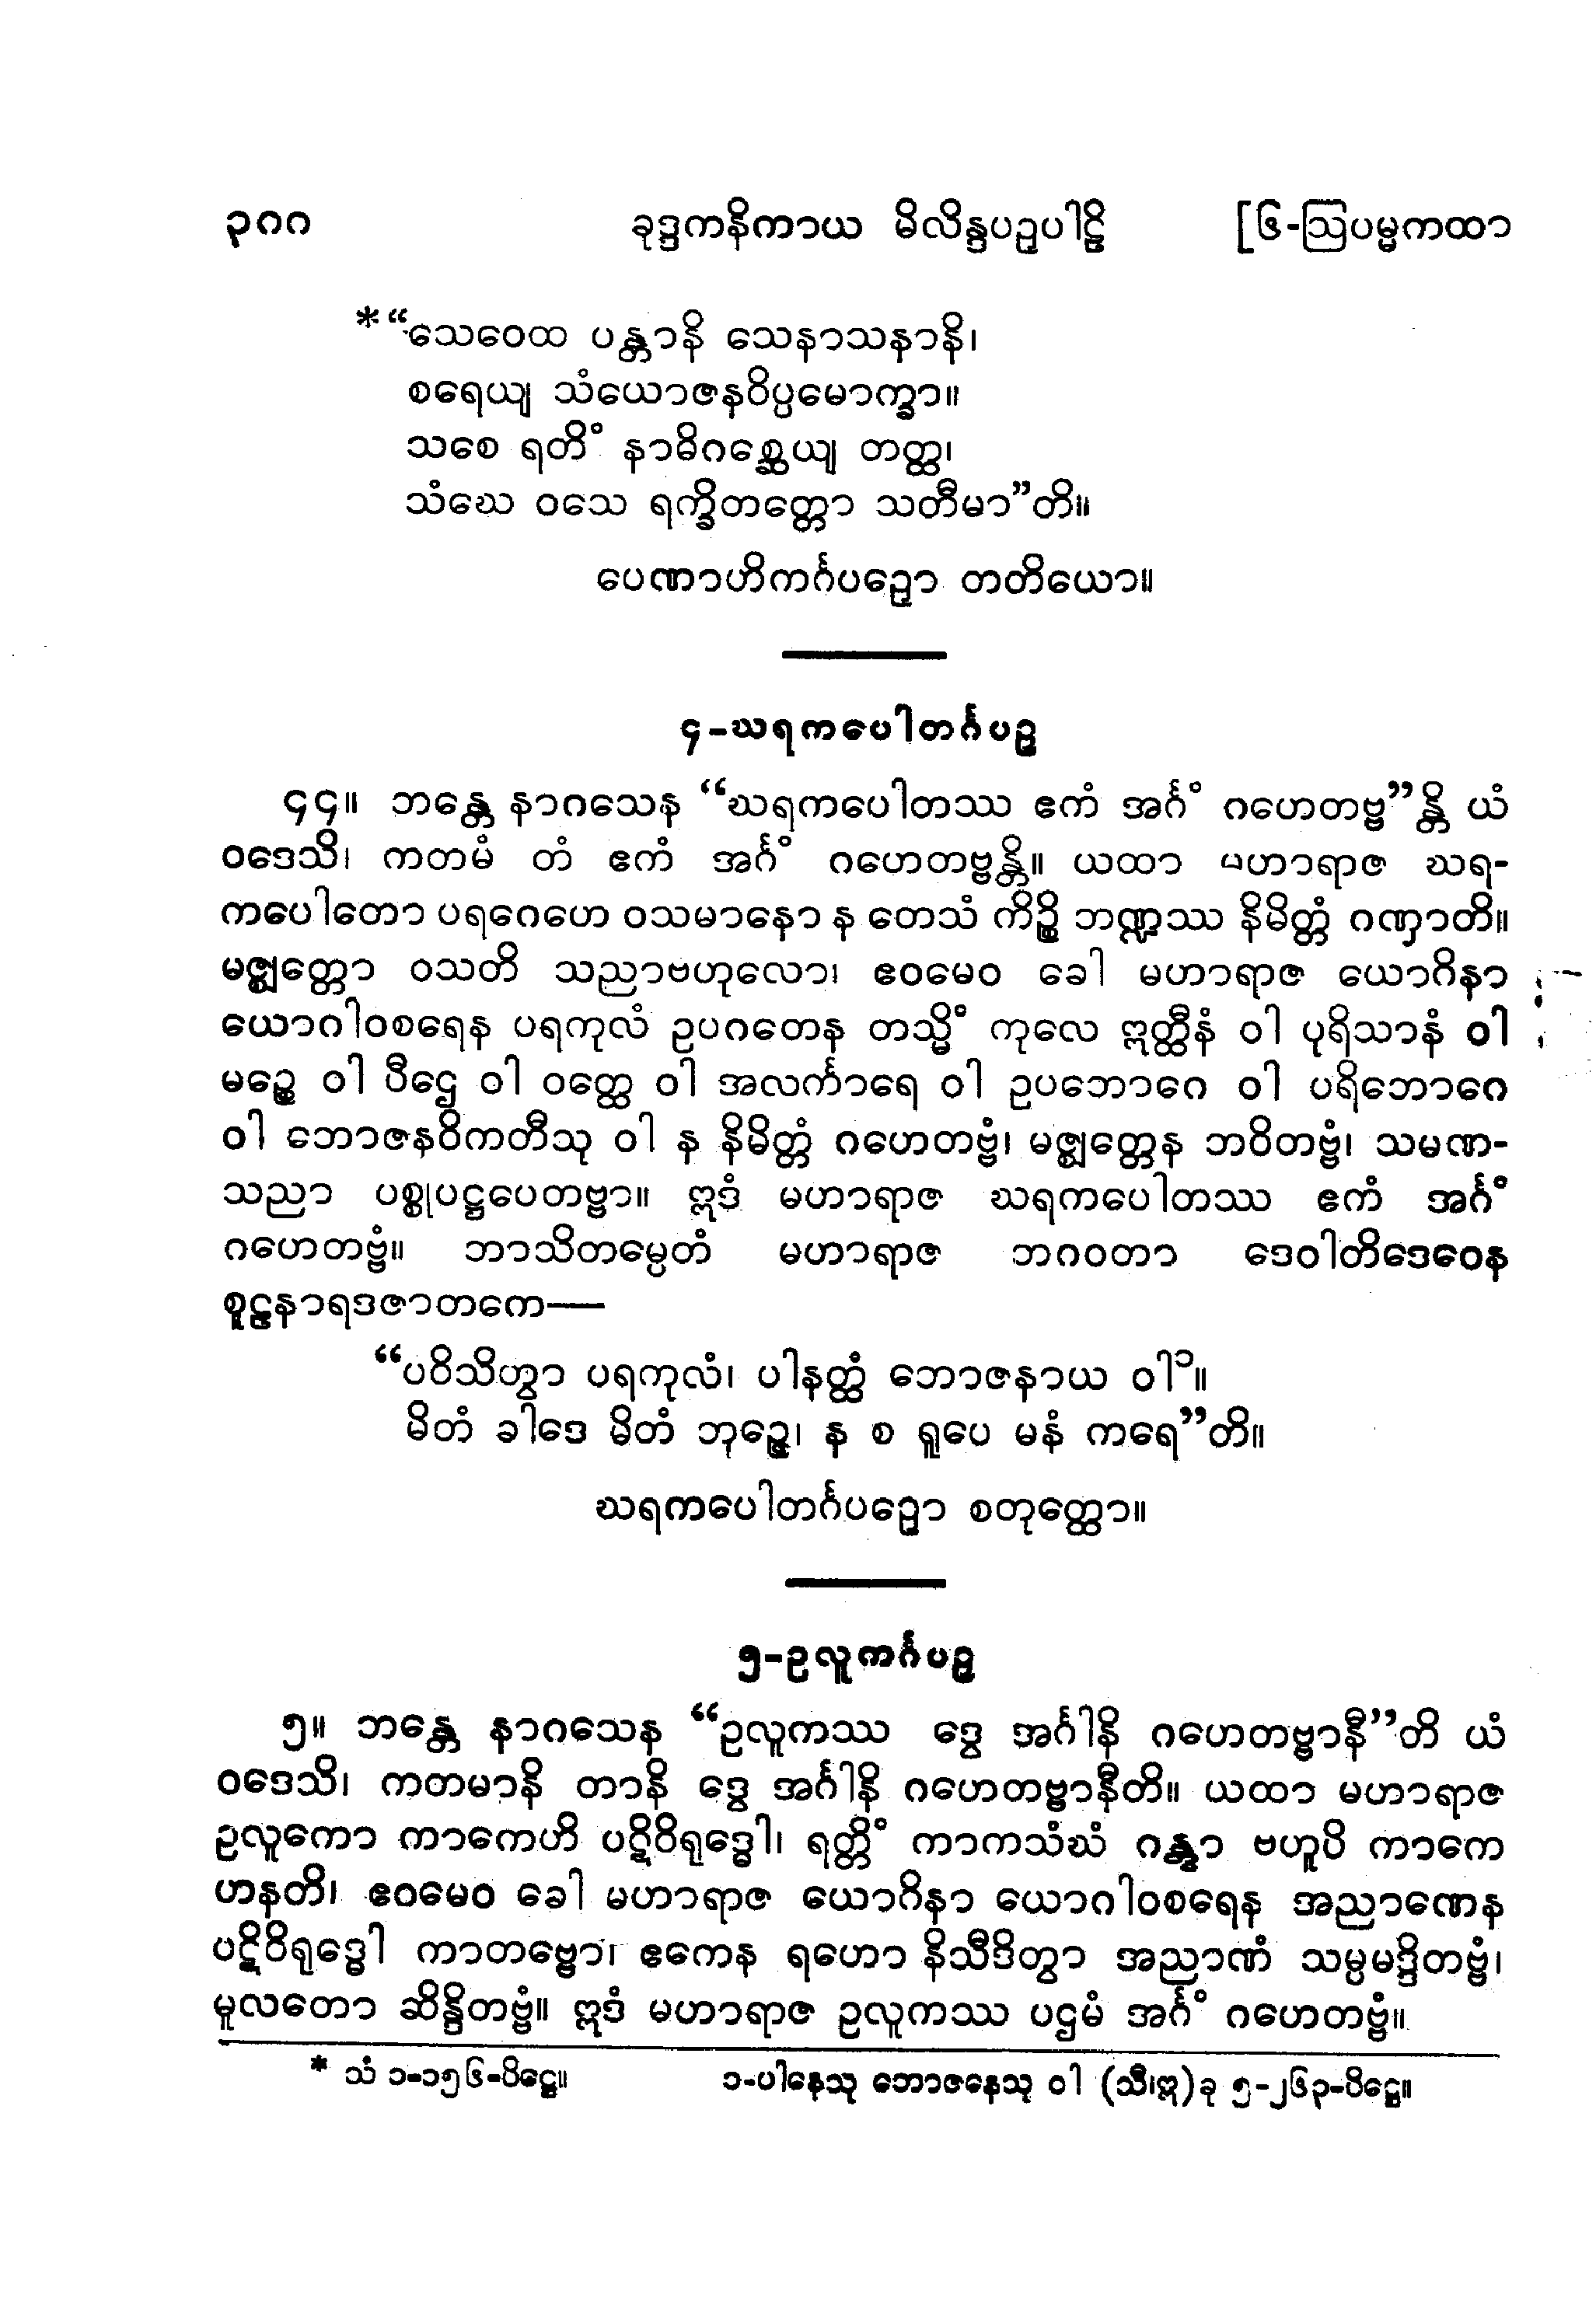 ၃၈၈ ခုဒ္ဒကနိကာယ မိလိန္ဒပဉှပါဠိ [၆-ဩပမ္မကထာ
*“သေဝေထ ပန္တာနိ သေနာသနာနိ၊
စရေယျ သံယောဇနဝိပ္ပမောက္ခာ။
သစေ ရတိံ နာဓိဂစ္ဆေယျ တတ္ထ၊
သံဃေ ဝသေ ရက္ခိတတ္တော သတီမာ”တိ။
ပေဏာဟိကင်္ဂပဉှော တတိယော။
၄-ဃရကပေါတင်္ဂပဉှ
၄၄။ ဘန္တေ နာဂသေန “ဃရကပေါတဿ ဧကံ အင်္ဂံ ဂဟေတဗ္ဗ”န္တိ ယံ
ဝဒေသိ၊ ကတမံ တံ ဧကံ အင်္ဂံ ဂဟေတဗ္ဗန္တိ။ ယထာ မဟာရာဇ ဃရ-
ကပေါတော ပရဂေဟေ ဝသမာနော န တေသံ ကိဉ္စိ ဘဏ္ဍဿ နိမိတ္တံ ဂဏှာတိ။
မဇ္ဈတ္တော ဝသတိ သညာဗဟုလော၊ ဧဝမေဝ ခေါ မဟာရာဇ ယောဂိနာ
ယောဂါဝစရေန ပရကုလံ ဥပဂတေန တသ္မိံ ကုလေ ဣတ္ထီနံ ဝါ ပုရိသာနံ ဝါ
မဉ္စေ ဝါ ပီဌေ ဝါ ဝတ္ထေ ဝါ အလင်္ကာရေ ဝါ ဥပဘောဂေ ဝါ ပရိဘောဂေ
ဝါ ဘောဇနဝိကတီသု ဝါ န နိမိတ္တံ ဂဟေတဗ္ဗံ၊ မဇ္ဈတ္တေန ဘဝိတဗ္ဗံ၊ သမဏ-
သညာ ပစ္စုပဋ္ဌပေတဗ္ဗာ။ ဣဒံ မဟာရာဇ ဃရကပေါတဿ ဧကံ အင်္ဂံ
ဂဟေတဗ္ဗံ။ ဘာသိတမ္ပေတံ မဟာရာဇ ဘဂဝတာ ဒေဝါတိဒေဝေန
စူဠနာရဒဇာတကေ—
“ပဝိသိတွာ ပရကုလံ၊ ပါနတ္ထံ ဘောဇနာယ ဝါ၁။
မိတံ ခါဒေ မိတံ ဘုဉ္ဇေ၊ န စ ရူပေ မနံ ကရေ”တိ။
ဃရကပေါတင်္ဂပဉှော စတုတ္ထော။
၅-ဥလူကင်္ဂပဉှ
၅။ ဘန္တေ နာဂသေန “ဥလူကဿ ဒွေ အင်္ဂါနိ ဂဟေတဗ္ဗာနီ”တိ ယံ
ဝဒေသိ၊ ကတမာနိ တာနိ ဒွေ အင်္ဂါနိ ဂဟေတဗ္ဗာနီတိ။ ယထာ မဟာရာဇ
ဥလူကော ကာကေဟိ ပဋိဝိရုဒ္ဓေါ၊ ရတ္တိံ ကာကသံဃံ ဂန္တွာ ဗဟူပိ ကာကေ
ဟနတိ၊ ဧဝမေဝ ခေါ မဟာရာဇ ယောဂိနာ ယောဂါဝစရေန အညာဏေန
ပဋိဝိရုဒ္ဓေါ ကာတဗ္ဗော၊ ဧကေန ရဟော နိသီဒိတွာ အညာဏံ သမ္ပမဒ္ဒိတဗ္ဗံ၊
မူလတော ဆိန္ဒိတဗ္ဗံ။ ဣဒံ မဟာရာဇ ဥလူကဿ ပဌမံ အင်္ဂံ ဂဟေတဗ္ဗံ။
* သံ ၁-၁၅၆-ပိဋ္ဌေ။ ၁-ပါနေသု ဘောဇနေသု ဝါ (သီ၊ဣ) ခု ၅-၂၆၃-ပိဋ္ဌေ။